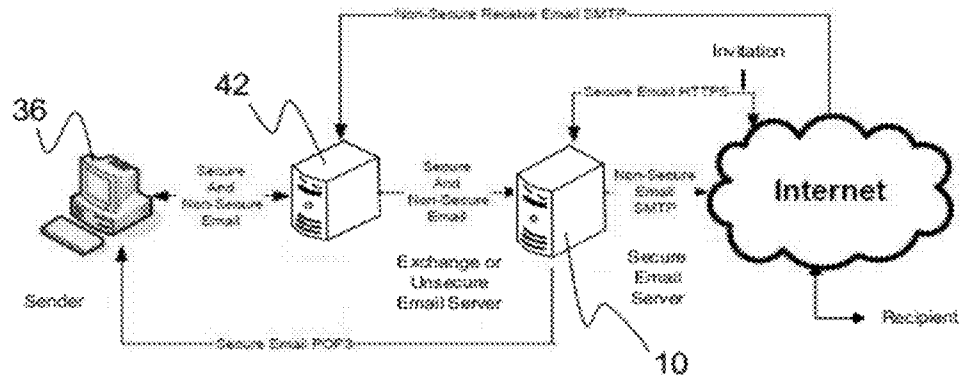 Non-Secure Receive Email SMTP
Invitation
42
Secure Email HTTPS
36
Secure
And
Non-Secure
Email
Secure
And
Non-Secure
Email
Non-Secure
Email
SMTP
Internet
Exchange or
Unsecure
Email Server
Secure
Email
Server
Sender
Recipient
Secure Email POP3
10